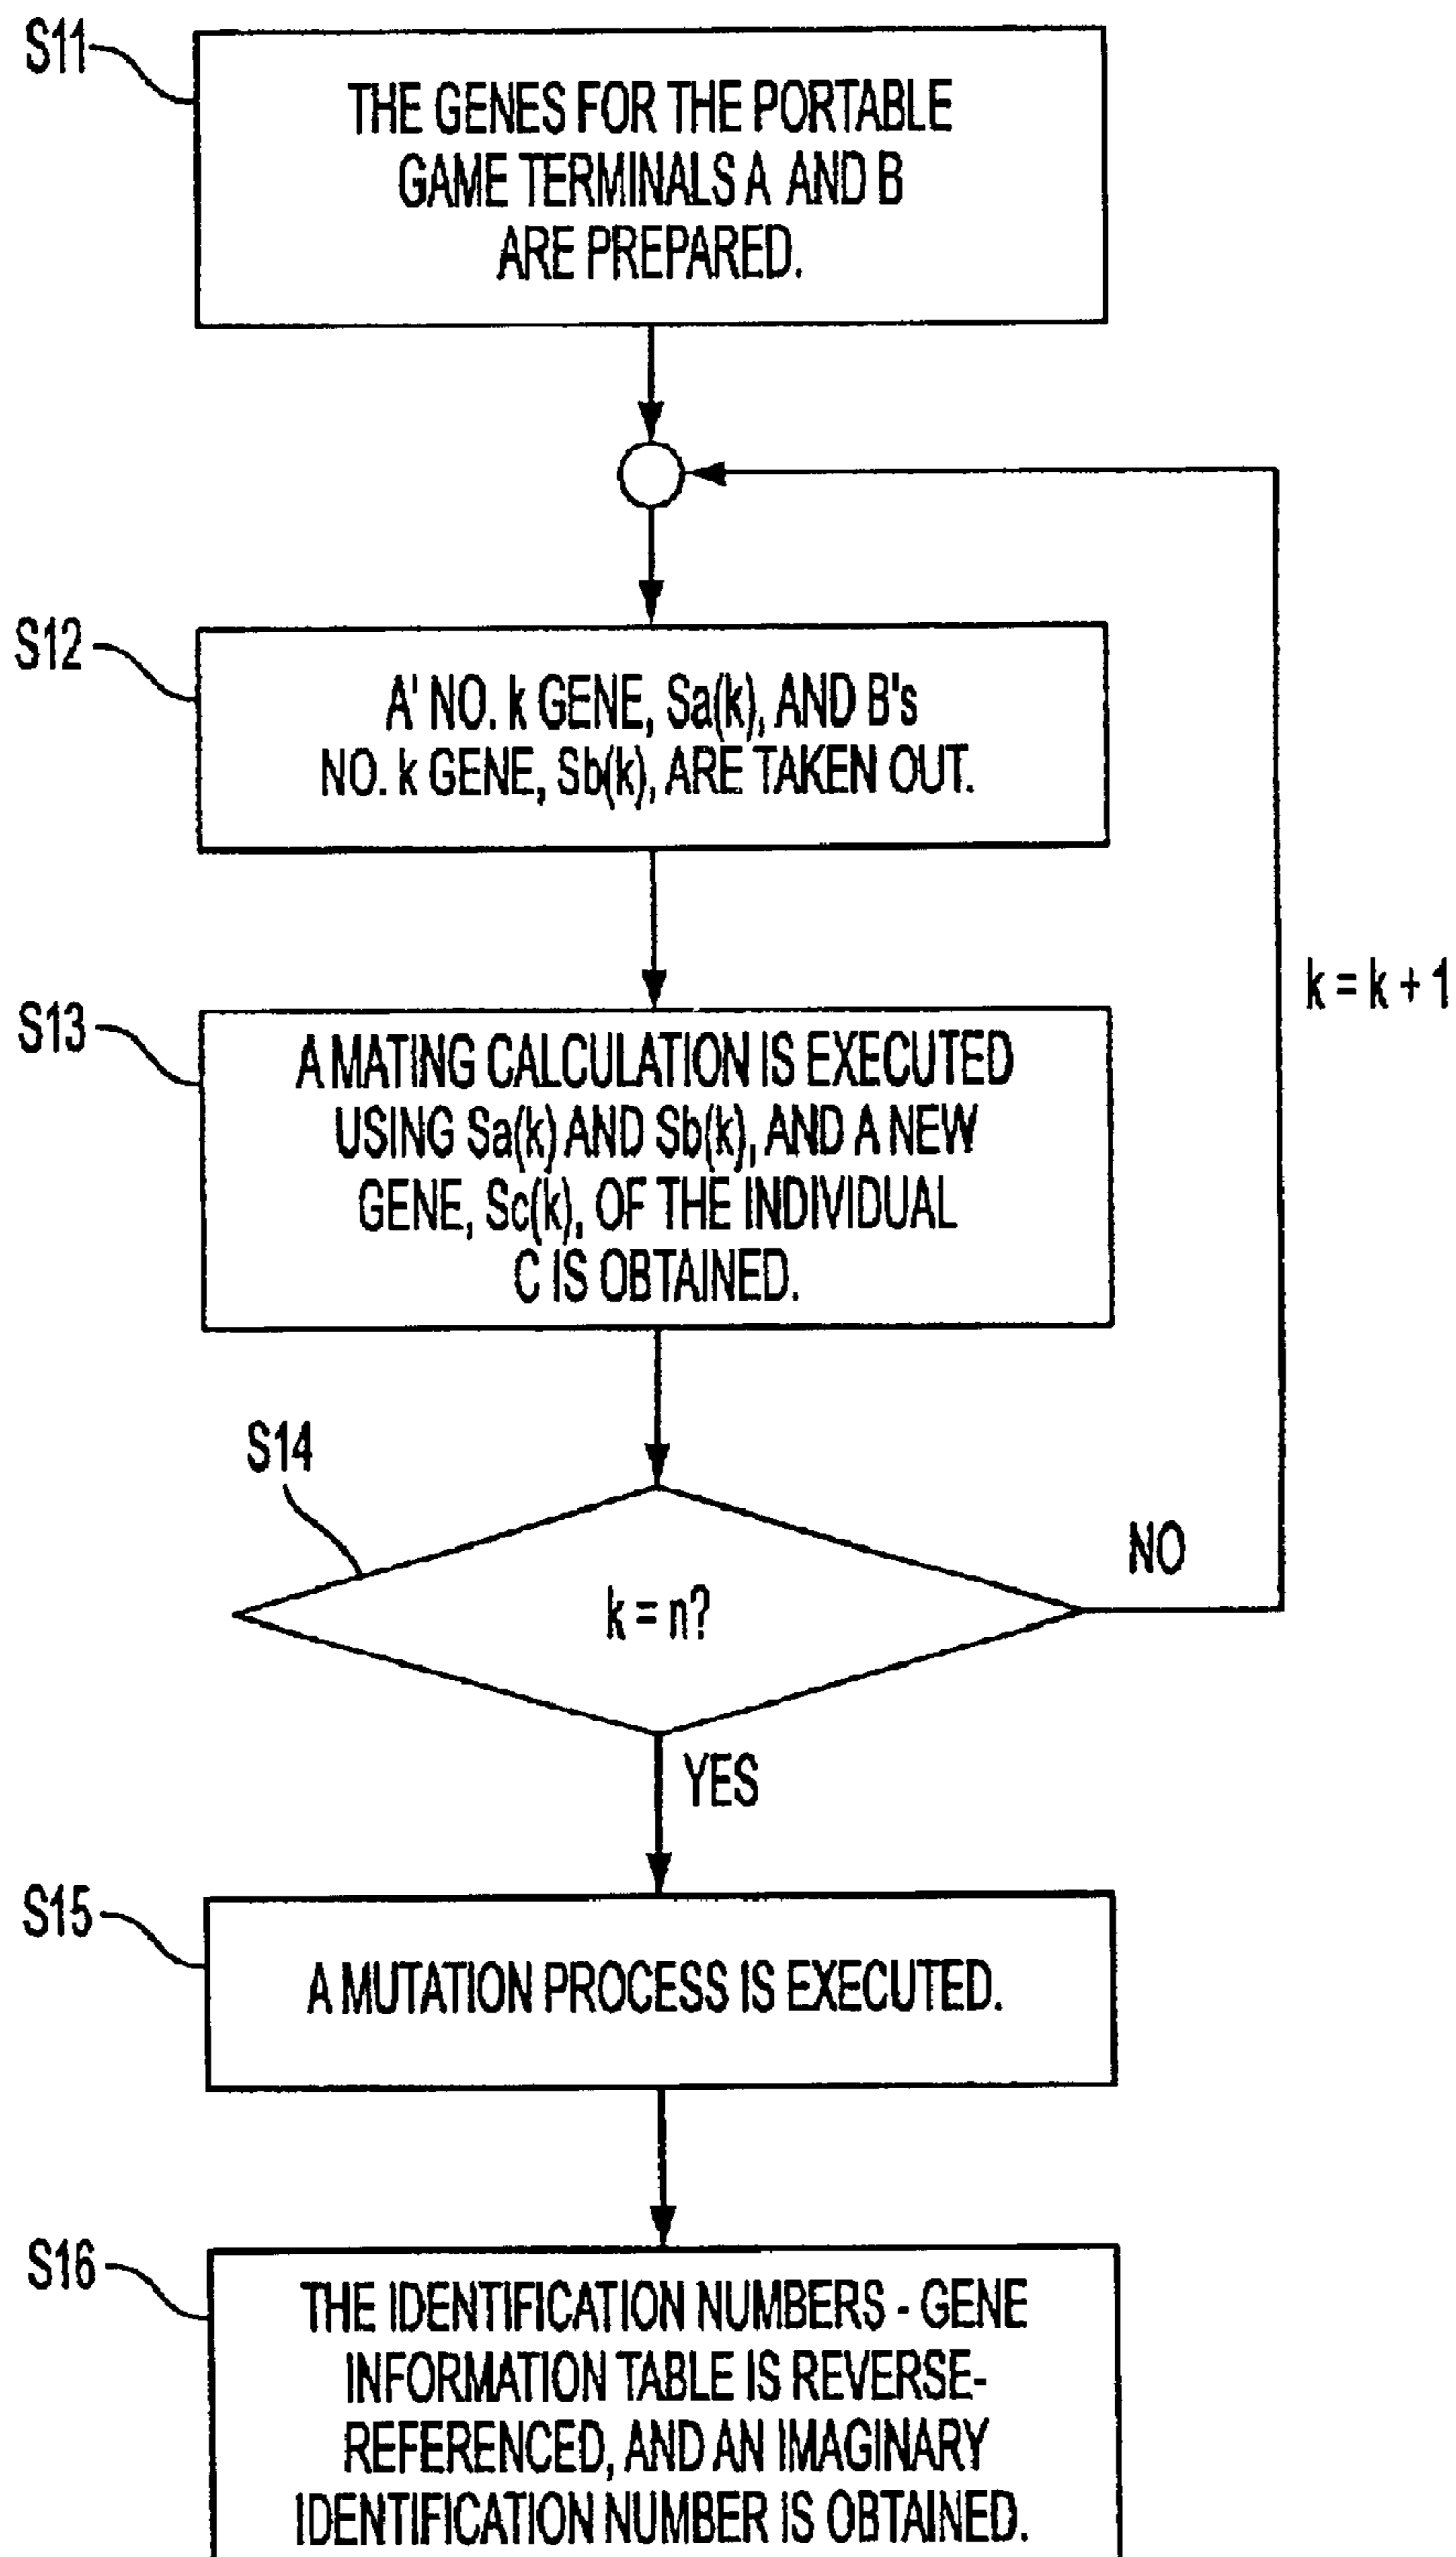 S11
THE GENES FOR THE PORTABLE
GAME TERMINALS A AND B
ARE PREPARED.
S12
A' NO. k GENE, Sa(k), AND B's
NO. k GENE, Sb(k), ARE TAKEN OUT.
k = k + 1
S13
A MATING CALCULATION IS EXECUTED
USING Sa(k) AND Sb(k), AND A NEW
GENE, Sc(k), OF THE INDIVIDUAL
C IS OBTAINED.
S14
k = n?
NO
YES
S15
A MUTATION PROCESS IS EXECUTED.
S16
THE IDENTIFICATION NUMBERS - GENE
INFORMATION TABLE IS REVERSE-
REFERENCED, AND AN IMAGINARY
IDENTIFICATION NUMBER IS OBTAINED.